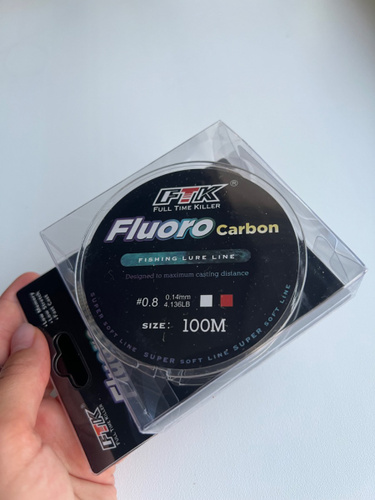 FTK®
FULL TIME KILLER
Fluoro Carbon
FISHING LURE LINE
Designed to maximum casting distance
#0.8 0.14mm
4.136LB
SIZE: 100M
SUPER SOFT LINE SUPER SOFT LINE SUPER SOFT LINE
FTK
FULL TIME KILLER